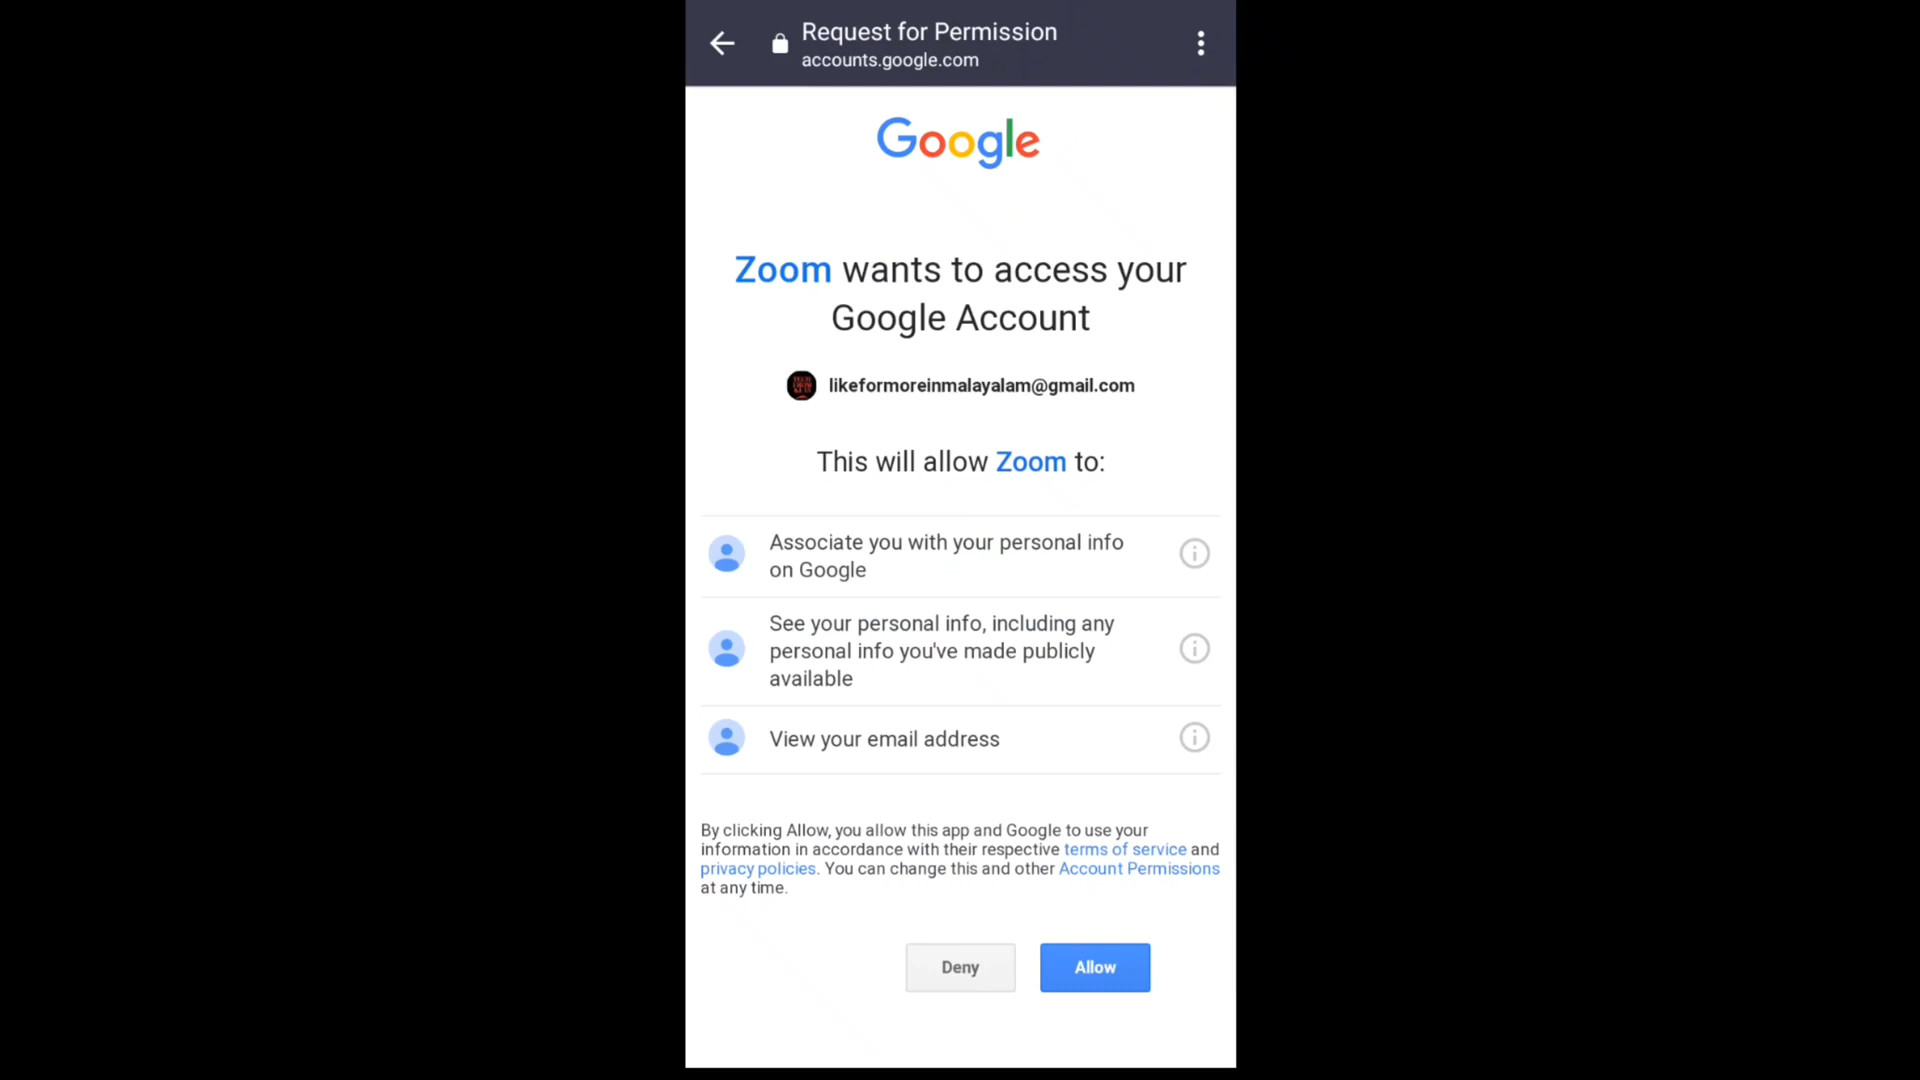 Request for Permission
accounts.google.com
Google
Zoom wants to access your
Google Account
likeformoreinmalayalam@gmail.com
This will allow Zoom to:
Associate you with your personal info
on Google
See your personal info, including any
personal info you've made publicly
available
View your email address
By clicking Allow, you allow this app and Google to use your
information in accordance with their respective terms of service and
privacy policies. You can change this and other Account Permissions
at any time.
Deny
Allow